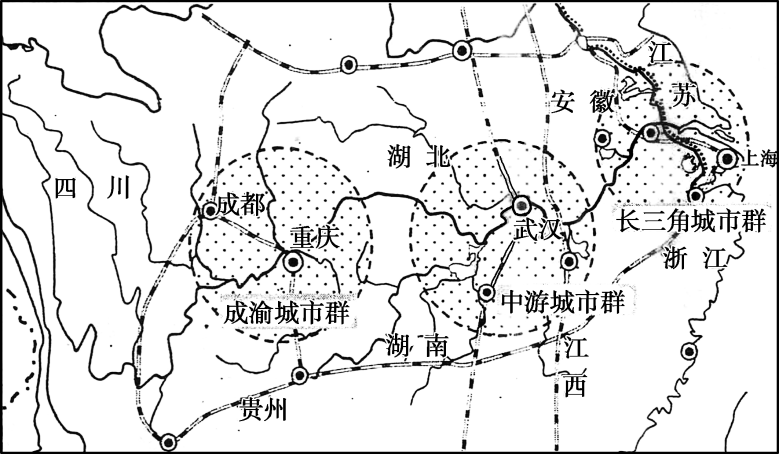 江
苏
安徽
上海
湖北
四川
成都
重庆
武汉
长三角城市群
浙江
成渝城市群
中游城市群
湖南
江西
贵州